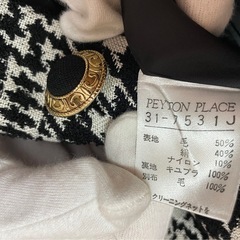 PEYTON PLACE
31-7531J
表地 毛 50%
絹 40%
ナイロン 10%
裏地 キュプラ 100%
別布 毛 100%
クリーニングネットを